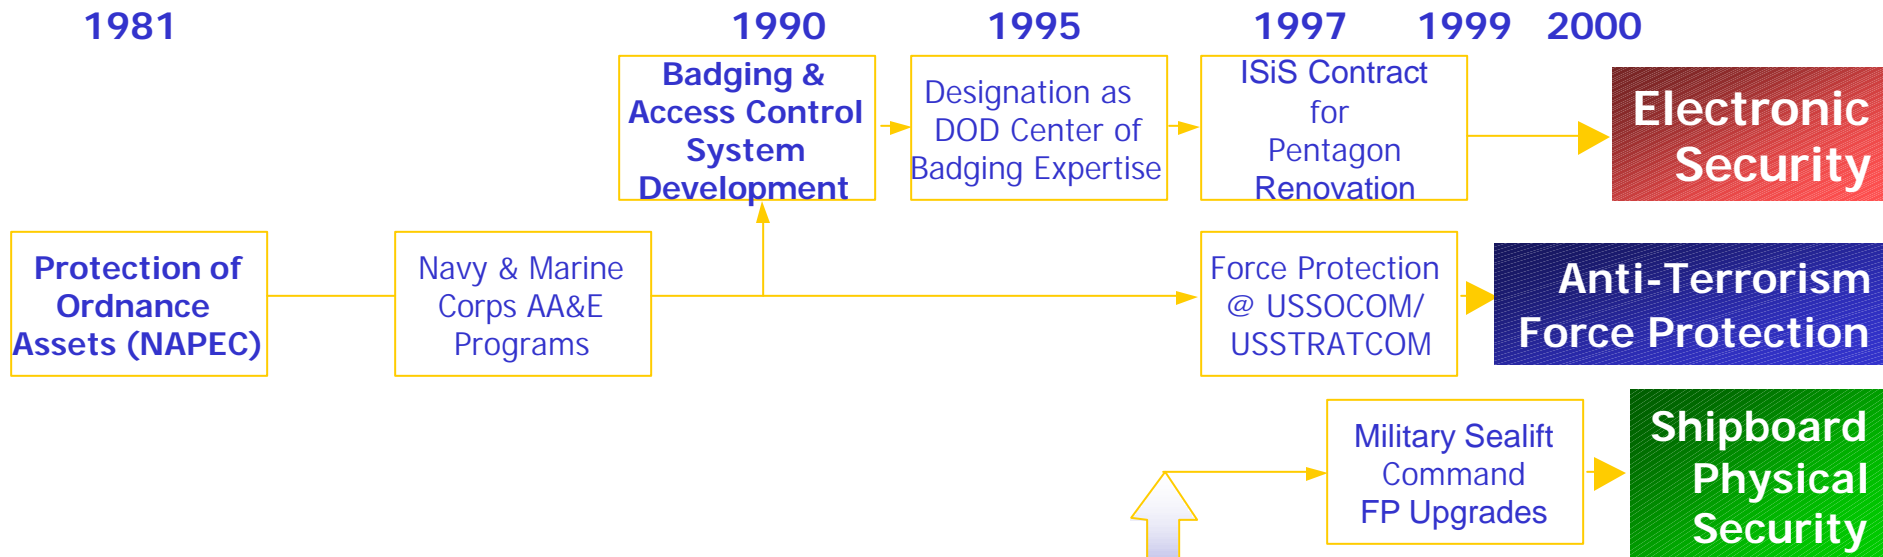 1981 1990 1995 1997 1999 2000
Badging &
Access Control
System
Development
Designation as
DOD Center of
Badging Expertise
ISiS Contract
for
Pentagon
Renovation
Electronic
Security
Protection of
Ordnance
Assets (NAPEC)
Navy & Marine
Corps AA&E
Programs
Force Protection
@ USSOCOM/
USSTRATCOM
Anti-Terrorism
Force Protection
Military Sealift
Command
FP Upgrades
Shipboard
Physical
Security